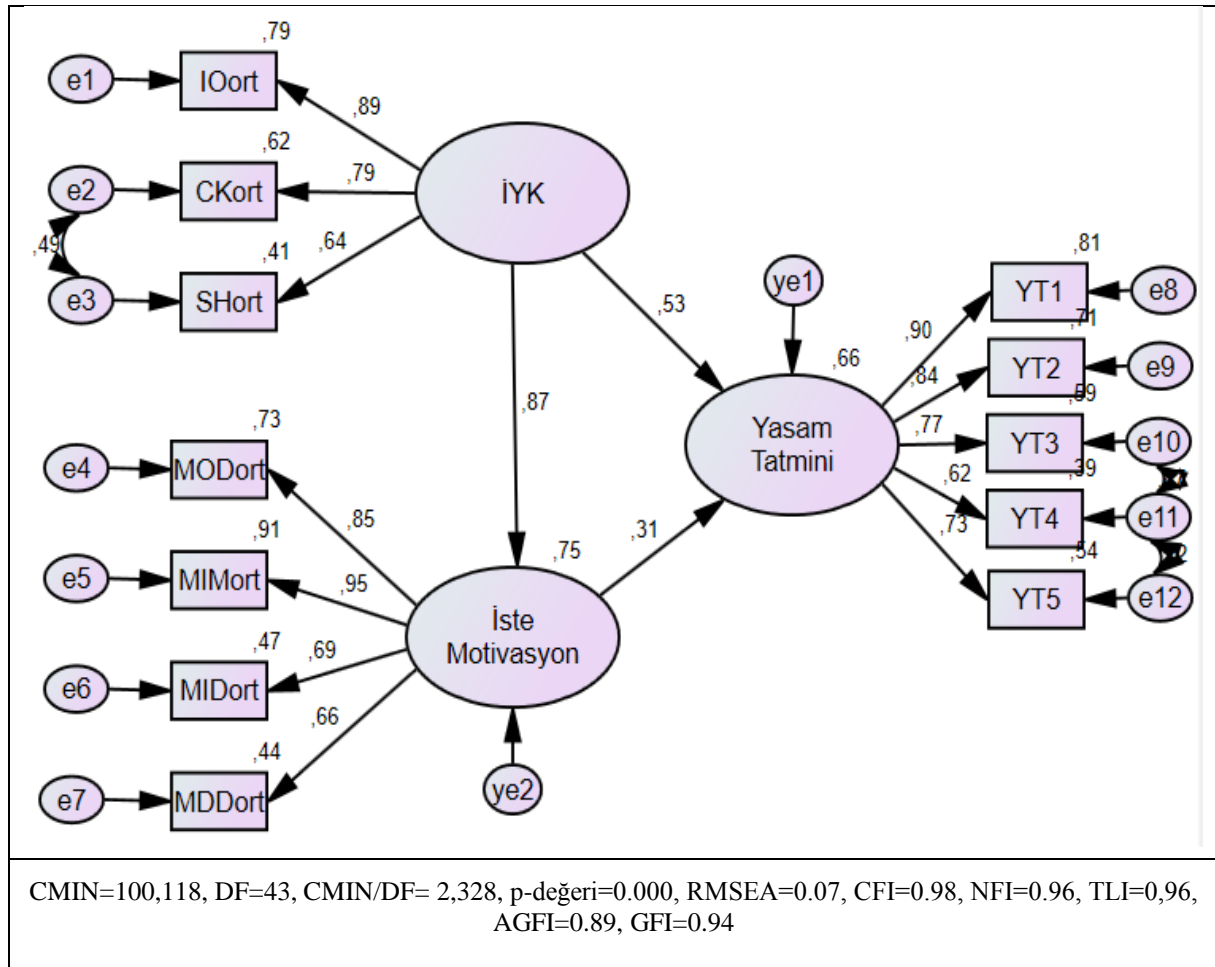 ,79
e1
IOort
,89
,62
e2
CKort
,79
İYK
,49
,41
,64
e3
SHort
,53
,87
ye1
,66
Yasam
Tatmini
,81
YT1
e8
,90
,71
YT2
e9
,84
,59
YT3
e10
,77
,39
YT4
e11
,62
,54
YT5
e12
,73
,73
e4
MODort
,85
,91
e5
MIMort
,95
,47
e6
MIDort
,69
,44
e7
MDDort
,66
,75
İste
Motivasyon
,31
ye2
CMIN=100,118, DF=43, CMIN/DF= 2,328, p-değeri=0.000, RMSEA=0.07, CFI=0.98, NFI=0.96, TLI=0,96,
AGFI=0.89, GFI=0.94